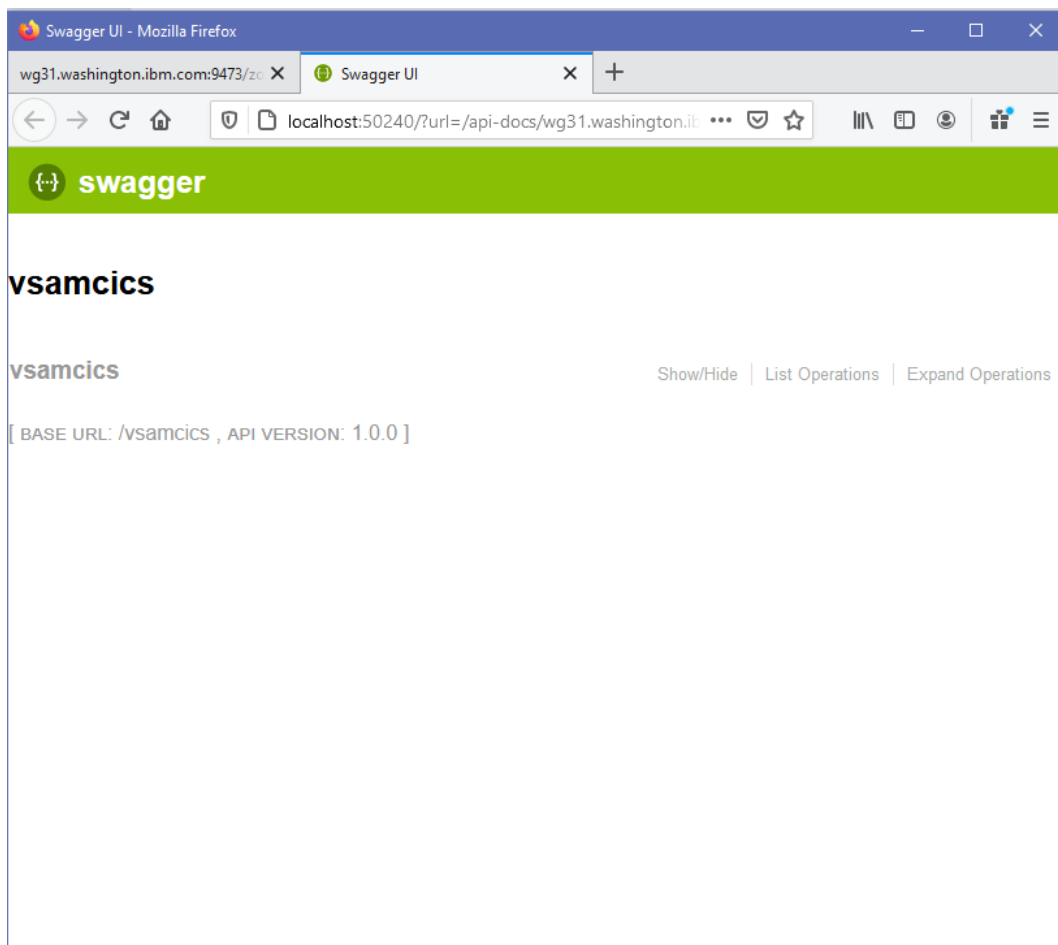 Swagger UI - Mozilla Firefox
wg31.washington.ibm.com:9473/zo
Swagger UI
localhost:50240/?url=/api-docs/wg31.washington.ib
{···} swagger
vsamcics
vsamcics
Show/Hide List Operations Expand Operations
[ BASE URL: /vsamcics , API VERSION: 1.0.0 ]